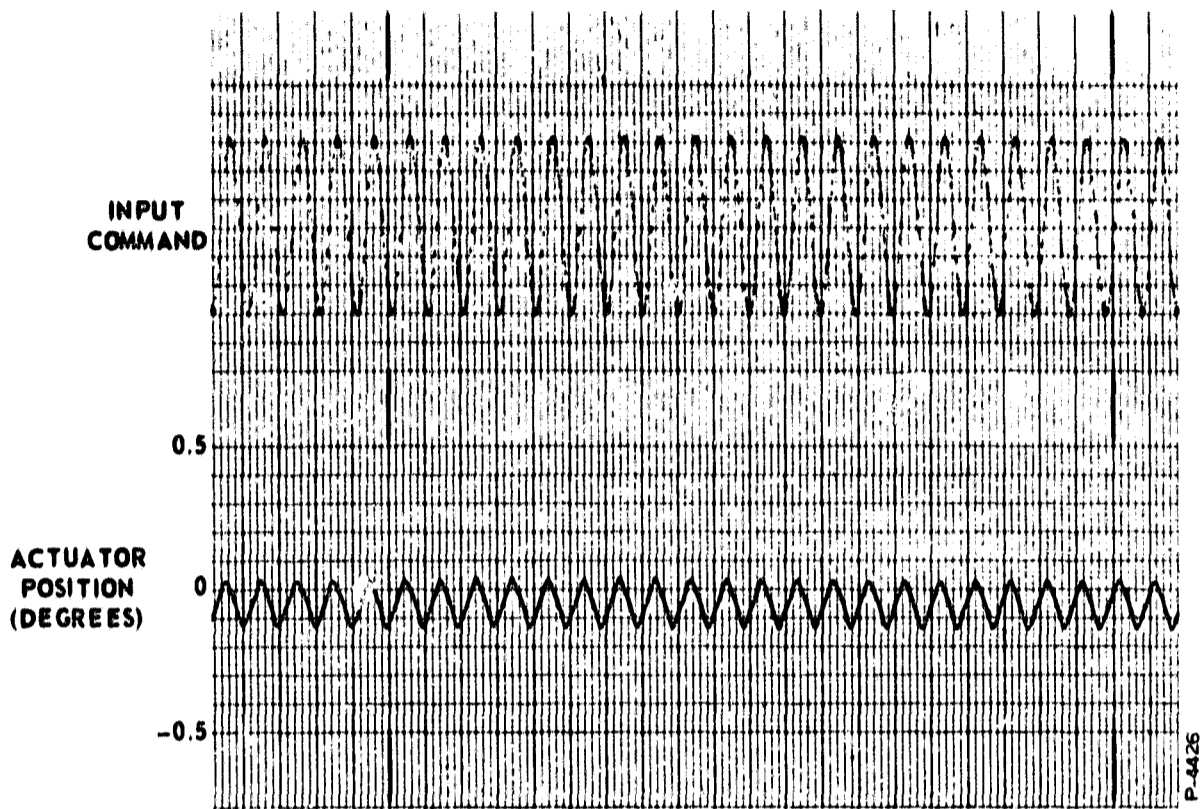 INPUT
COMMAND
0.5
ACTUATOR
POSITION
(DEGREES)
0
-0.5
P-4426